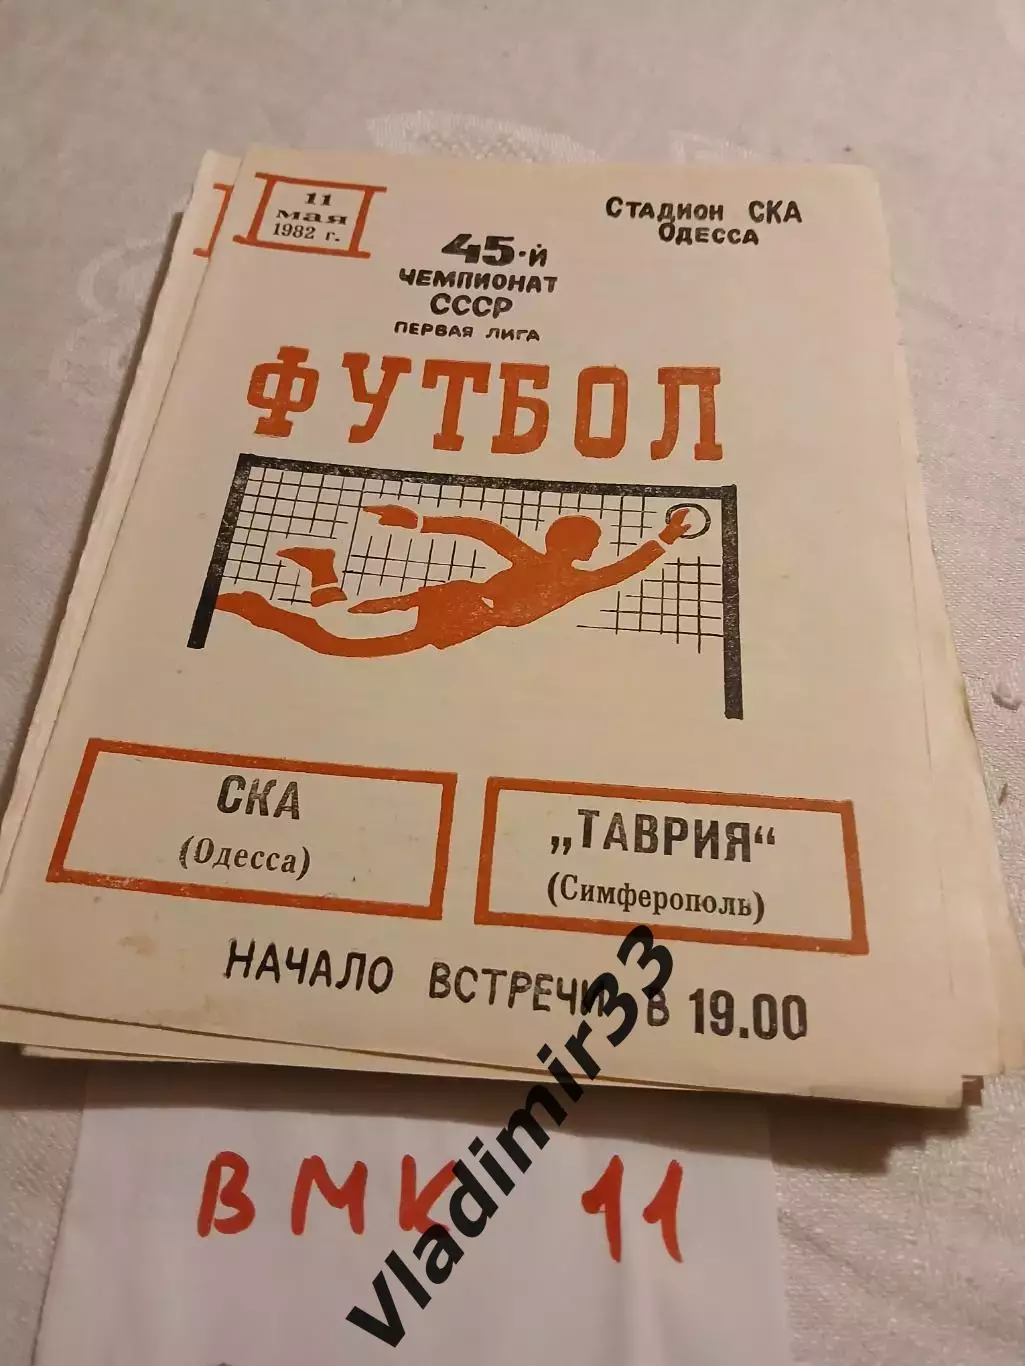 11
мая
1982 г.
Стадион СКА
Одесса
45-й
ЧЕМПИОНАТ
СССР
ПЕРВАЯ ЛИГА
ФУТБОЛ
СКА
(Одесса)
„ТАВРИЯ“
(Симферополь)
НАЧАЛО ВСТРЕЧИ В 19.00
Vladimir33
ВМК 11